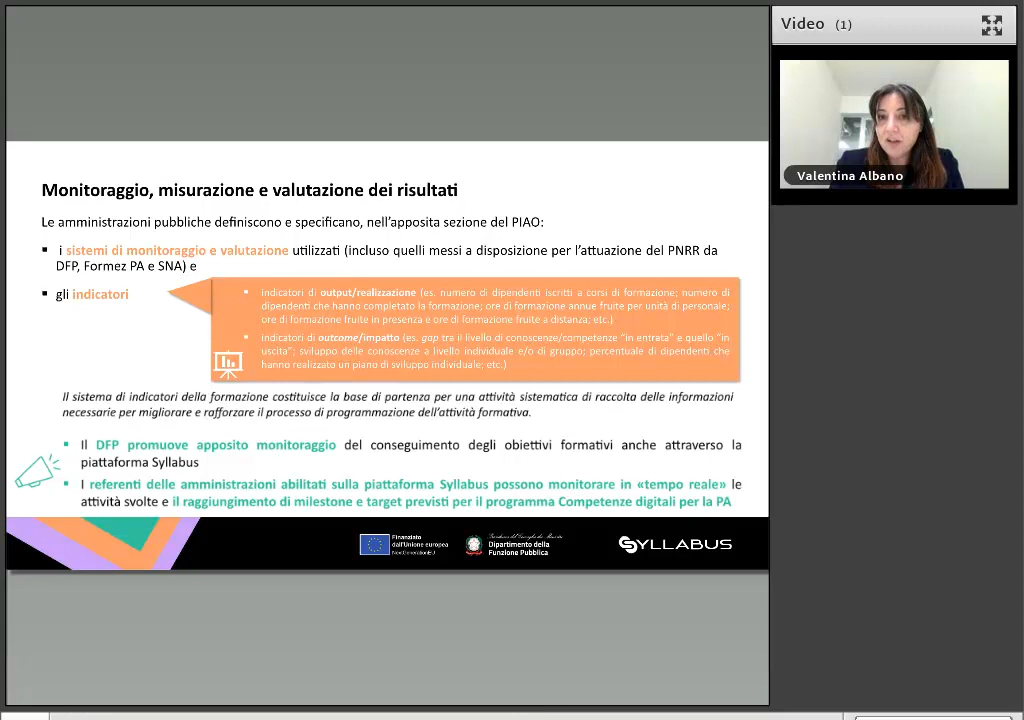 Video (1)
Valentina Albano
Monitoraggio, misurazione e valutazione dei risultati
Le amministrazioni pubbliche definiscono e specificano, nell'apposita sezione del PIAO:
▪ i sistemi di monitoraggio e valutazione utilizzati (incluso quelli messi a disposizione per l'attuazione del PNRR da
DFP, Formez PA e SNA) e
▪ gli indicatori
▪ indicatori di output/realizzazione (es. numero di dipendenti iscritti a corsi di formazione; numero di
dipendenti che hanno completato la formazione; ore di formazione annue fruite per unità di personale;
ore di formazione fruite in presenza e ore di formazione fruite a distanza; etc.)
▪ indicatori di outcome/impatto (es. gap tra il livello di conoscenze/competenze "in entrata" e quello "in
uscita"; sviluppo delle conoscenze a livello individuale e/o di gruppo; percentuale di dipendenti che
hanno realizzato un piano di sviluppo individuale; etc.)
Il sistema di indicatori della formazione costituisce la base di partenza per una attività sistematica di raccolta delle informazioni
necessarie per migliorare e rafforzare il processo di programmazione dell'attività formativa.
▪ Il DFP promuove apposito monitoraggio del conseguimento degli obiettivi formativi anche attraverso la
piattaforma Syllabus
▪ I referenti delle amministrazioni abilitati sulla piattaforma Syllabus possono monitorare in «tempo reale» le
attività svolte e il raggiungimento di milestone e target previsti per il programma Competenze digitali per la PA
Finanziato
dall'Unione europea
NextGenerationEU
Presidenza del Consiglio dei Ministri
Dipartimento della
Funzione Pubblica
SYLLABUS